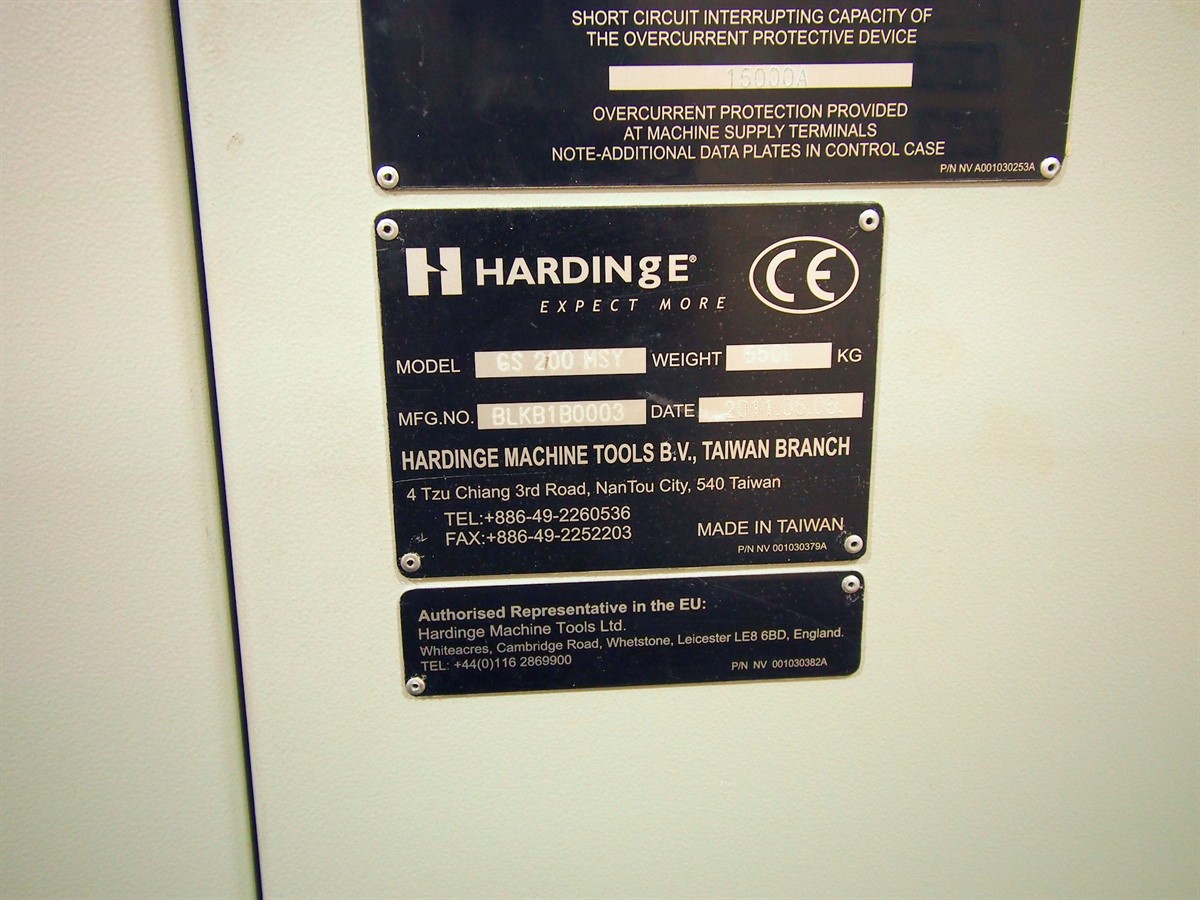 SHORT CIRCUIT INTERRUPTING CAPACITY OF
THE OVERCURRENT PROTECTIVE DEVICE
15000A
OVERCURRENT PROTECTION PROVIDED
AT MACHINE SUPPLY TERMINALS
NOTE-ADDITIONAL DATA PLATES IN CONTROL CASE
P/N NV A001030253A
H HARDINgE® CE
EXPECT MORE
MODEL GS 200 MSY WEIGHT KG
MFG.NO. BLKB1B0003 DATE
HARDINGE MACHINE TOOLS B.V., TAIWAN BRANCH
4 Tzu Chiang 3rd Road, NanTou City, 540 Taiwan
TEL:+886-49-2260536
FAX:+886-49-2252203
MADE IN TAIWAN
P/N NV 001030379A
Authorised Representative in the EU:
Hardinge Machine Tools Ltd.
Whiteacres, Cambridge Road, Whetstone, Leicester LE8 6BD, England.
TEL: +44(0)116 2869900
P/N NV 001030382A